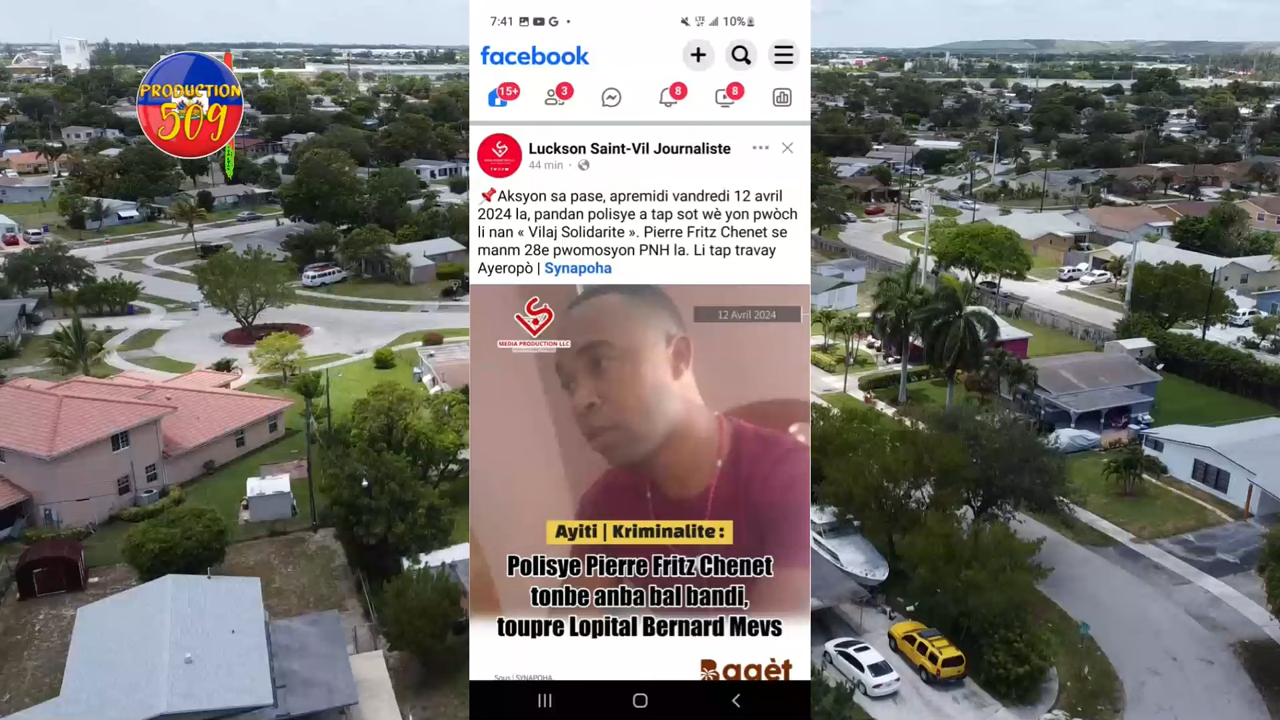 PRODUCTION
509
7:41
10%
facebook
15+
3
8
8
Luckson Saint-Vil Journaliste
44 min
📌Aksyon sa pase, apremidi vandredi 12 avril
2024 la, pandan polisye a tap sot wè yon pwòch
li nan « Vilaj Solidarite ». Pierre Fritz Chenet se
manm 28e pwomosyon PNH la. Li tap travay
Ayeropò | Synapoha
12 Avril 2024
MEDIA PRODUCTION LLC
Ayiti | Kriminalite :
Polisye Pierre Fritz Chenet
tonbe anba bal bandi,
toupre Lopital Bernard Mevs
Sous | SYNAPOHA
Bagèt